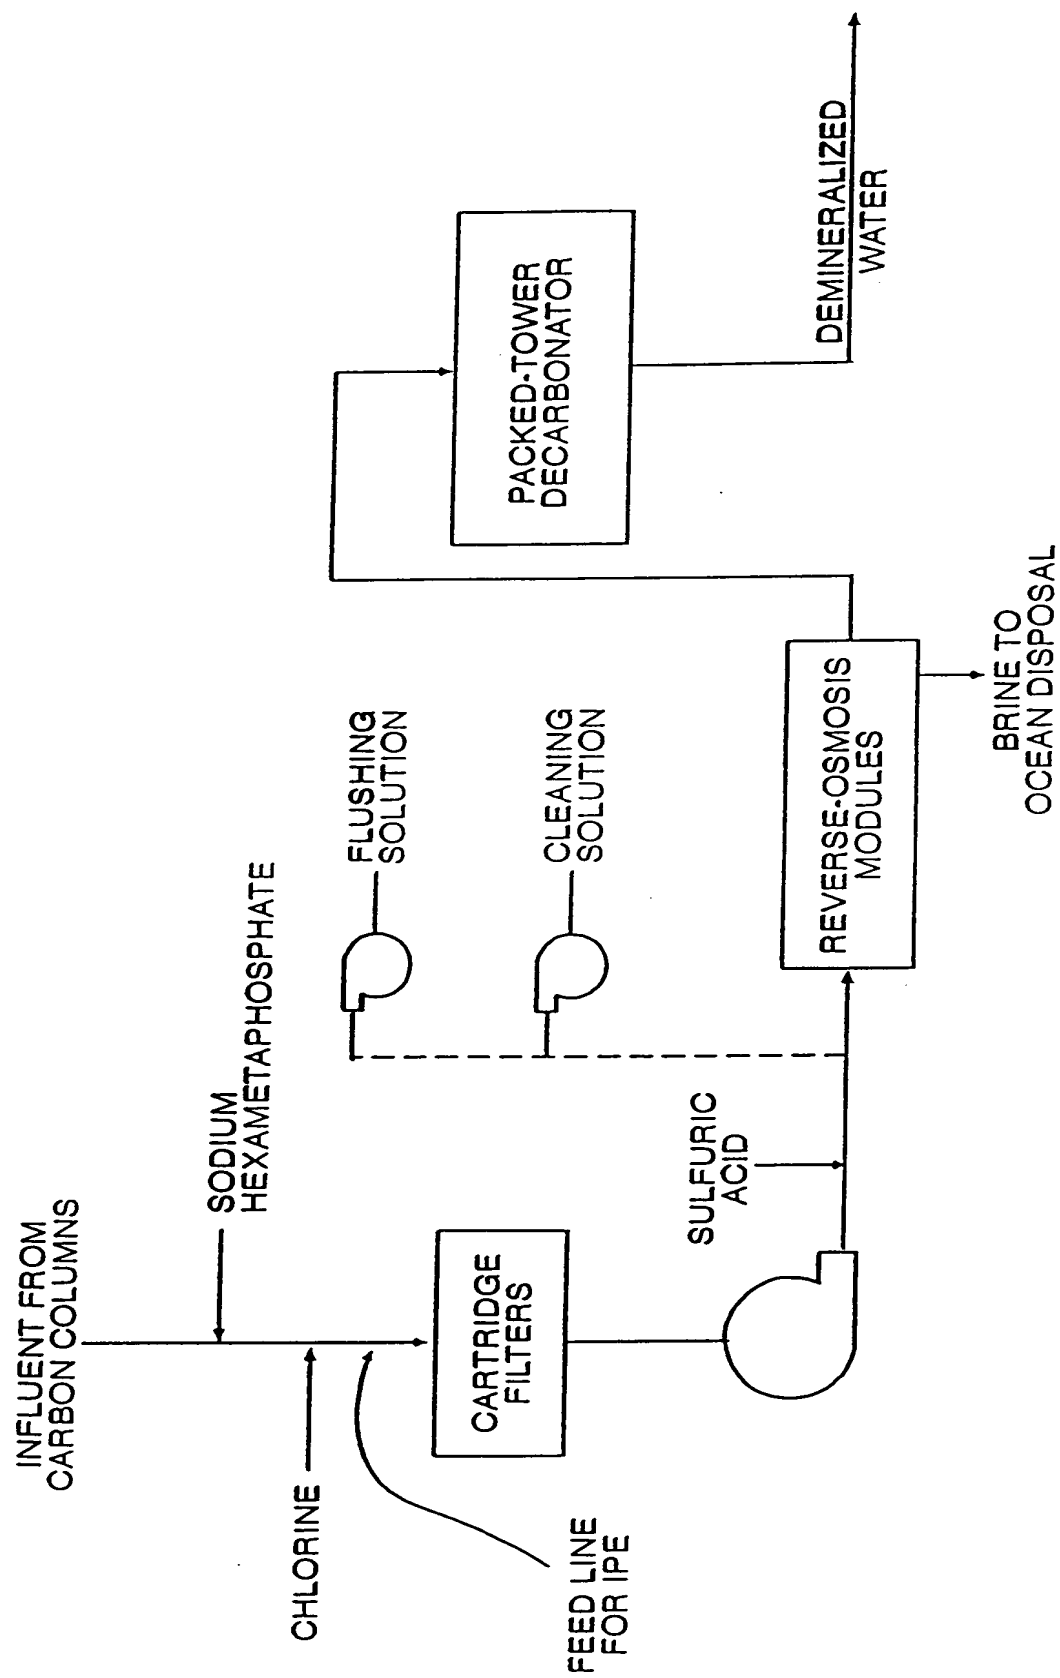 INFLUENT FROM
CARBON COLUMNS
SODIUM
HEXAMETAPHOSPHATE
CHLORINE
FEED LINE
FOR IPE
CARTRIDGE
FILTERS
FLUSHING
SOLUTION
CLEANING
SOLUTION
SULFURIC
ACID
REVERSE-OSMOSIS
MODULES
BRINE TO
OCEAN DISPOSAL
PACKED-TOWER
DECARBONATOR
DEMINERALIZED
WATER